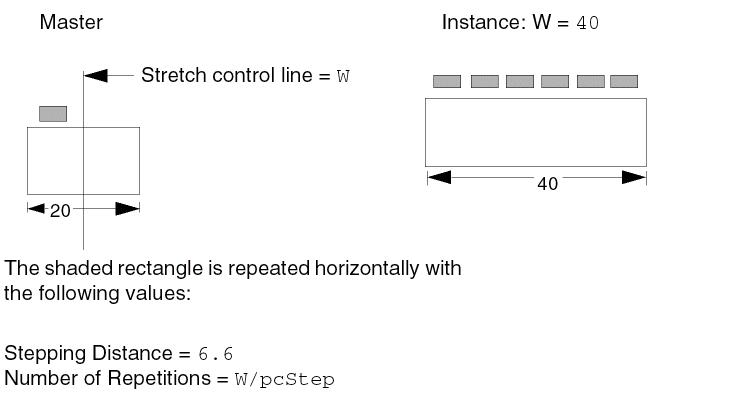 Master
Instance: W = 40
Stretch control line = W
20
40
The shaded rectangle is repeated horizontally with
the following values:
Stepping Distance = 6.6
Number of Repetitions = W/pcStep